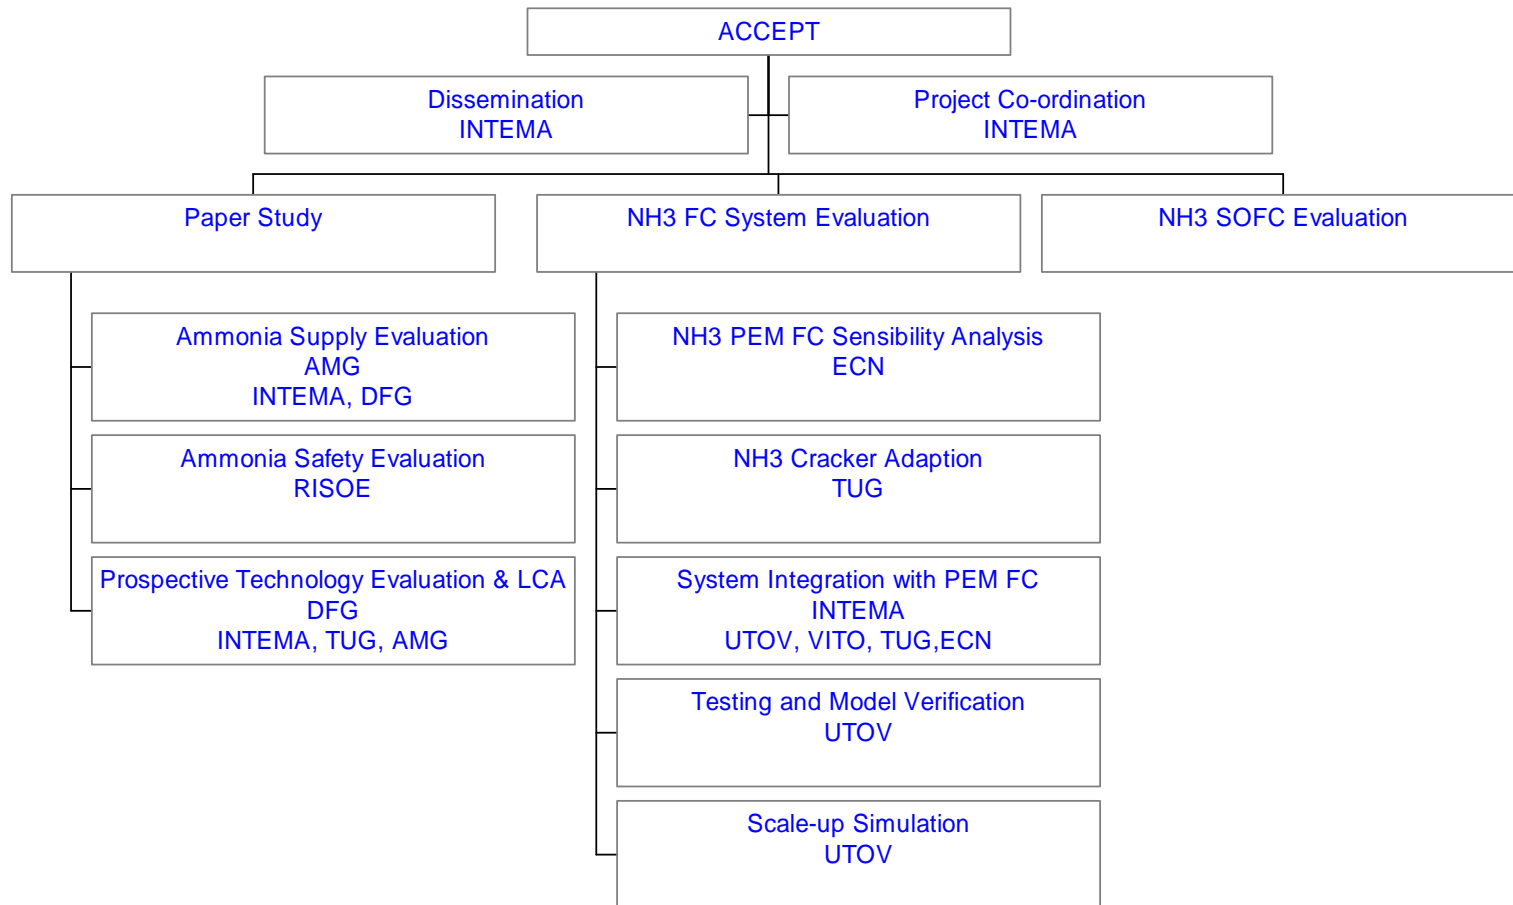 ACCEPT
Dissemination
INTEMA
Project Co-ordination
INTEMA
Paper Study
NH3 FC System Evaluation
NH3 SOFC Evaluation
Ammonia Supply Evaluation
AMG
INTEMA, DFG
Ammonia Safety Evaluation
RISOE
Prospective Technology Evaluation & LCA
DFG
INTEMA, TUG, AMG
NH3 PEM FC Sensibility Analysis
ECN
NH3 Cracker Adaption
TUG
System Integration with PEM FC
INTEMA
UTOV, VITO, TUG,ECN
Testing and Model Verification
UTOV
Scale-up Simulation
UTOV